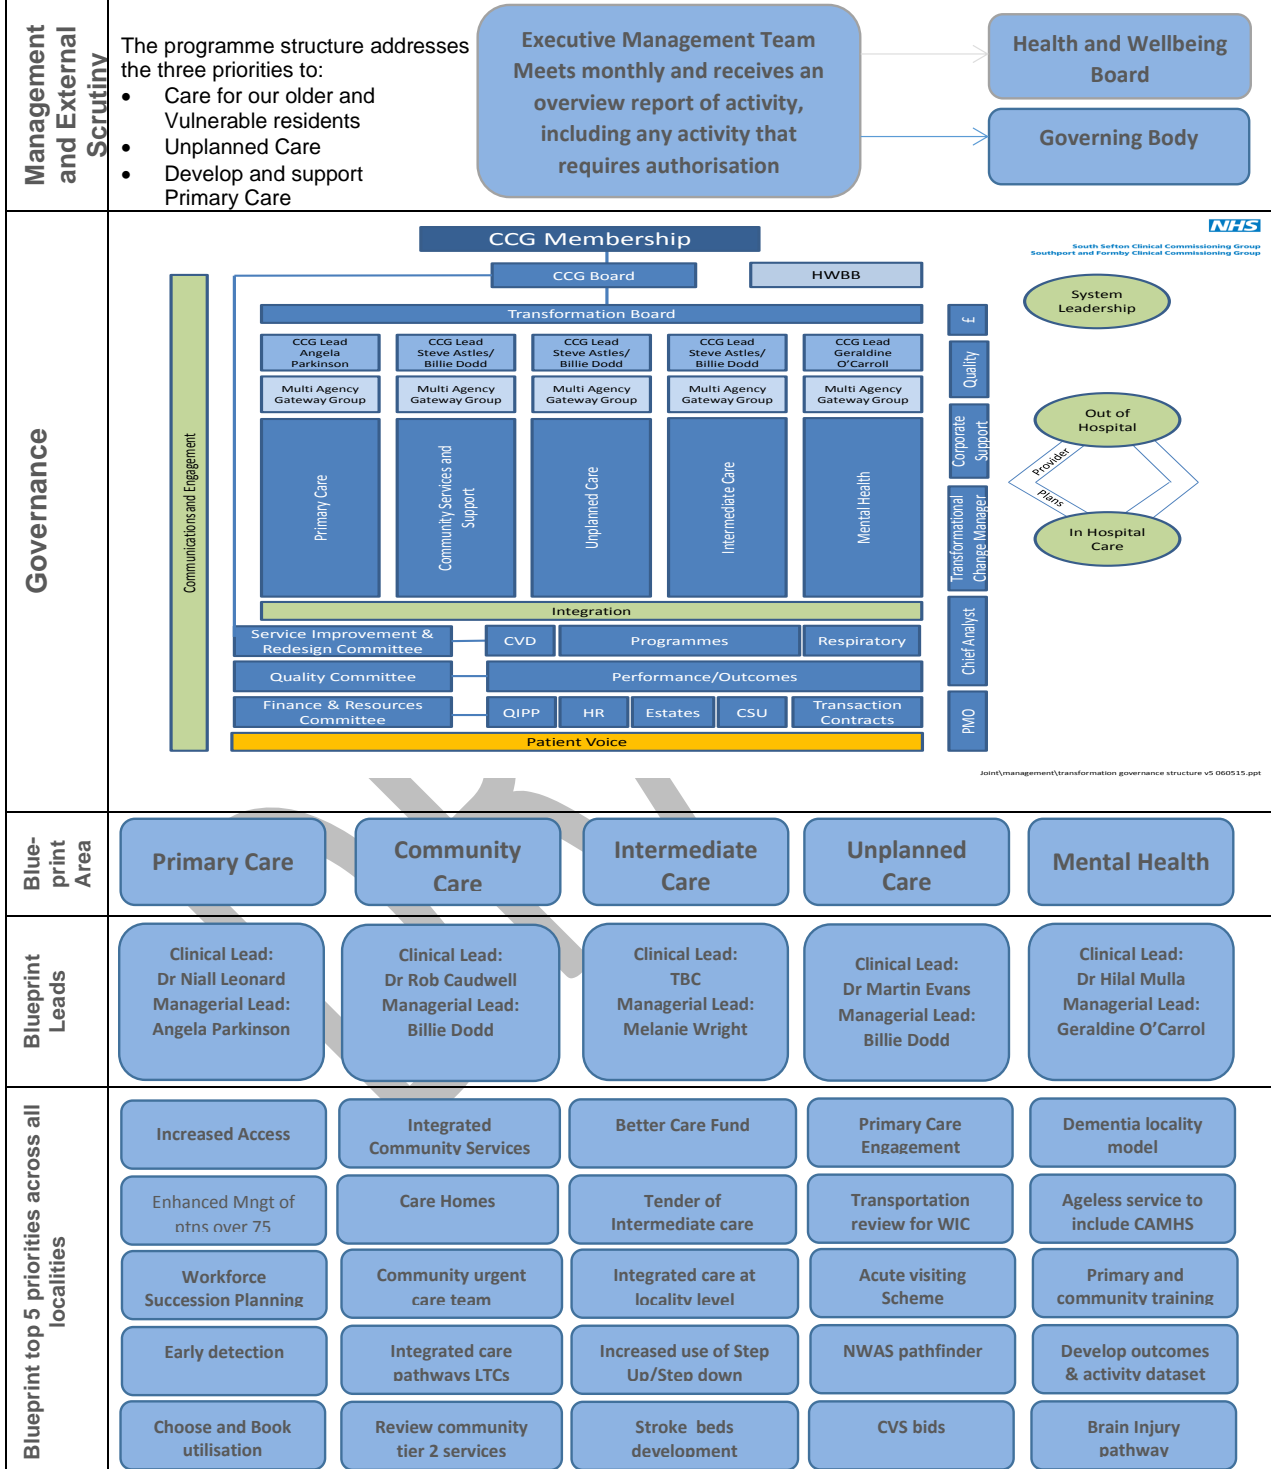 Management
and External
Scrutiny
The programme structure addresses
the three priorities to:
• Care for our older and
Vulnerable residents
• Unplanned Care
• Develop and support
Primary Care
Executive Management Team
Meets monthly and receives an
overview report of activity,
including any activity that
requires authorisation
Health and Wellbeing
Board
Governing Body
Governance
NHS
South Sefton Clinical Commissioning Group
Southport and Formby Clinical Commissioning Group
CCG Membership
CCG Board
HWBB
Transformation Board
CCG Lead
Angela
Parkinson
CCG Lead
Steve Astles/
Billie Dodd
CCG Lead
Steve Astles/
Billie Dodd
CCG Lead
Steve Astles/
Billie Dodd
CCG Lead
Geraldine
O'Carroll
Multi Agency
Gateway Group
Multi Agency
Gateway Group
Multi Agency
Gateway Group
Multi Agency
Gateway Group
Multi Agency
Gateway Group
Communications and Engagement
Primary Care
Community Services and
Support
Unplanned Care
Intermediate Care
Mental Health
Integration
Service Improvement &
Redesign Committee
CVD
Programmes
Respiratory
Quality Committee
Performance/Outcomes
Finance & Resources
Committee
QIPP
HR
Estates
CSU
Transaction
Contracts
Patient Voice
£
Quality
Corporate
Support
Transformational
Change Manager
Chief Analyst
PMO
System
Leadership
Out of
Hospital
Provider
Plans
In Hospital
Care
Joint\management\transformation governance structure v5 060515.ppt
Blue-
print
Area
Primary Care
Community
Care
Intermediate
Care
Unplanned
Care
Mental Health
Blueprint
Leads
Clinical Lead:
Dr Niall Leonard
Managerial Lead:
Angela Parkinson
Clinical Lead:
Dr Rob Caudwell
Managerial Lead:
Billie Dodd
Clinical Lead:
TBC
Managerial Lead:
Melanie Wright
Clinical Lead:
Dr Martin Evans
Managerial Lead:
Billie Dodd
Clinical Lead:
Dr Hilal Mulla
Managerial Lead:
Geraldine O'Carrol
Blueprint top 5 priorities across all
localities
Increased Access
Integrated
Community Services
Better Care Fund
Primary Care
Engagement
Dementia locality
model
Enhanced Mngt of
ptns over 75
Care Homes
Tender of
Intermediate care
Transportation
review for WIC
Ageless service to
include CAMHS
Workforce
Succession Planning
Community urgent
care team
Integrated care at
locality level
Acute visiting
Scheme
Primary and
community training
Early detection
Integrated care
pathways LTCs
Increased use of Step
Up/Step down
NWAS pathfinder
Develop outcomes
& activity dataset
Choose and Book
utilisation
Review community
tier 2 services
Stroke beds
development
CVS bids
Brain Injury
pathway